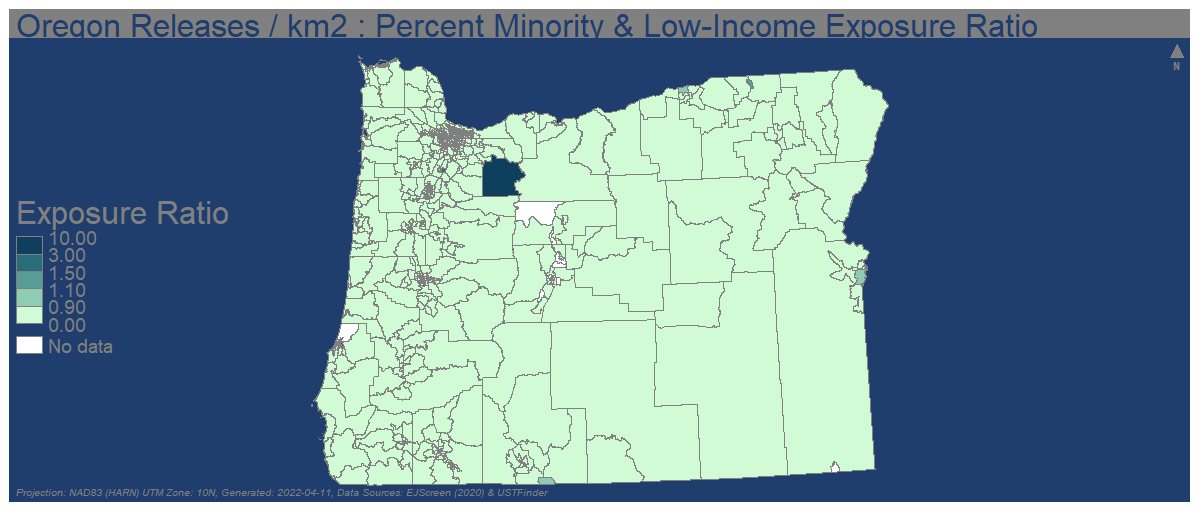 Oregon Releases / km2 : Percent Minority & Low-Income Exposure Ratio
N
Exposure Ratio
10.00
3.00
1.50
1.10
0.90
0.00
No data
Projection: NAD83 (HARN) UTM Zone: 10N, Generated: 2022-04-11, Data Sources: EJScreen (2020) & USTFinder